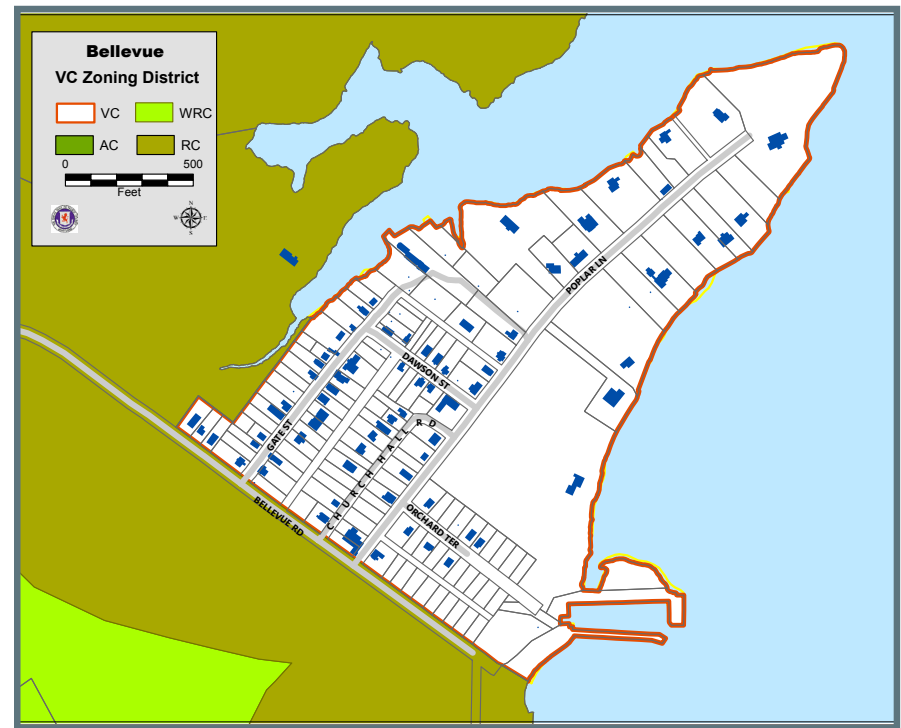 Bellevue
VC Zoning District
VC
WRC
AC
RC
0
500
Feet
N
W
E
S
POPLAR LN
DAWSON ST
GATE ST
CHURCH HALL RD
ORCHARD TER
BELLEVUE RD